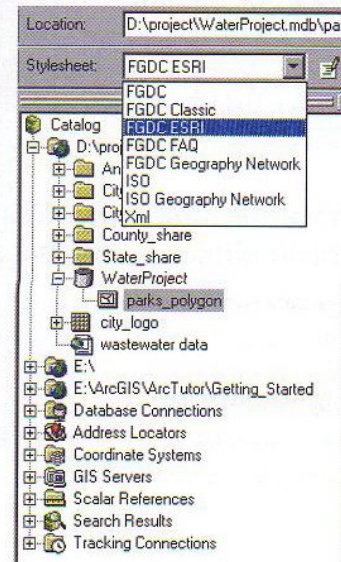 Location: D:\project\WaterProject.mdb\pa
Stylesheet: FGDC ESRI
FGDC
FGDC Classic
FGDC ESRI
FGDC FAQ
FGDC Geography Network
ISO
ISO Geography Network
Xml
Catalog
D:\proj
An
City
City
County_share
State_share
WaterProject
parks_polygon
city_logo
wastewater data
E:\
E:\ArcGIS\ArcTutor\Getting_Started
Database Connections
Address Locators
Coordinate Systems
GIS Servers
Scalar References
Search Results
Tracking Connections